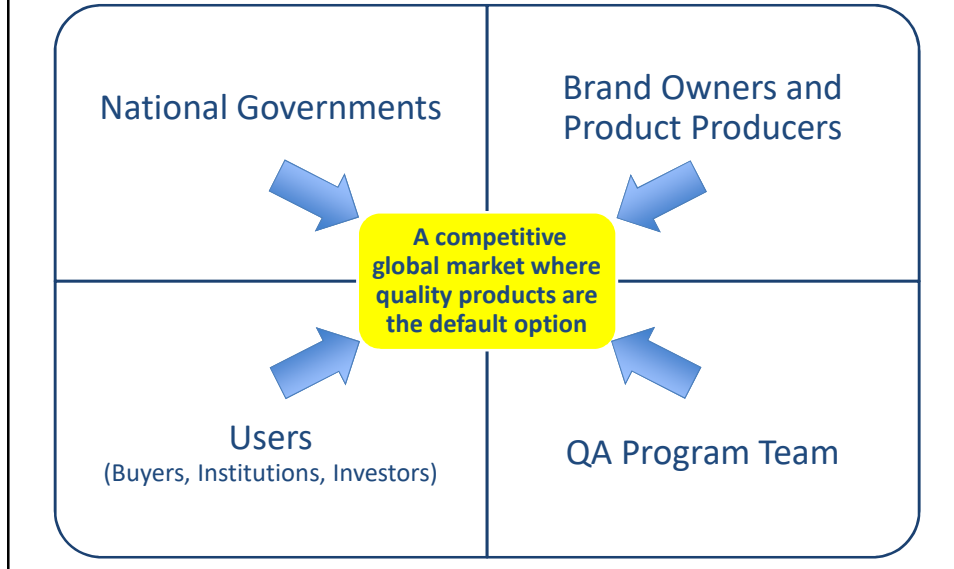 National Governments
Brand Owners and
Product Producers
A competitive
global market where
quality products are
the default option
Users
(Buyers, Institutions, Investors)
QA Program Team